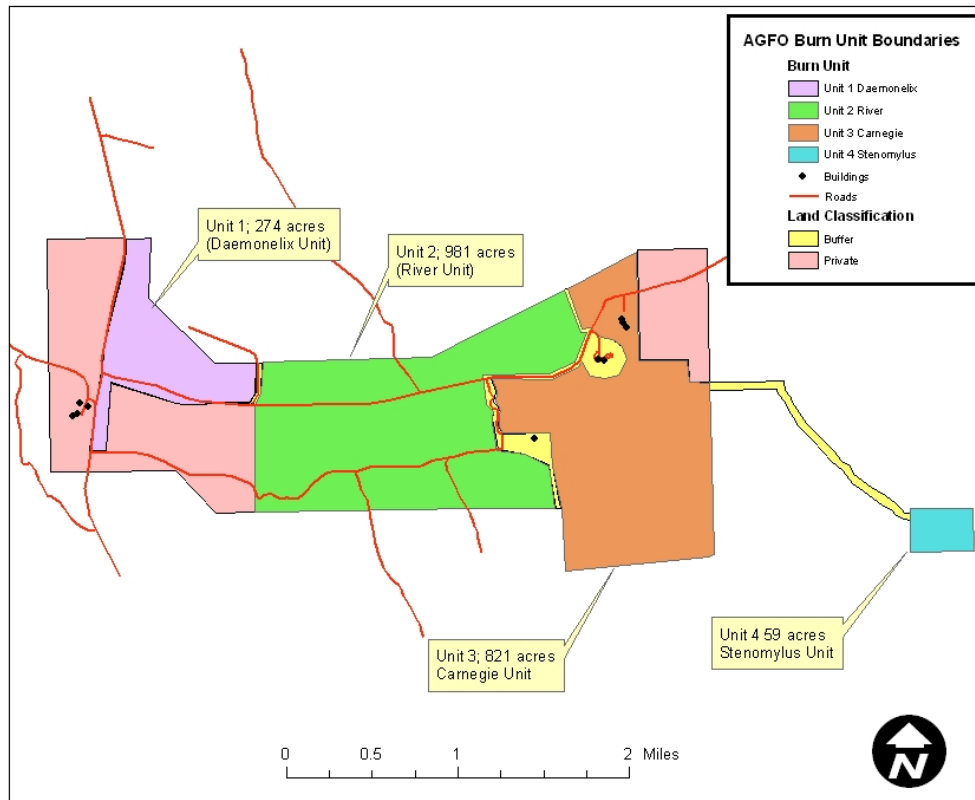 AGFO Burn Unit Boundaries
Burn Unit
Unit 1 Daemonelix
Unit 2 River
Unit 3 Carnegie
Unit 4 Stenomylus
Buildings
Roads
Land Classification
Buffer
Private
Unit 1; 274 acres
(Daemonelix Unit)
Unit 2; 981 acres
(River Unit)
Unit 3; 821 acres
Carnegie Unit
Unit 4 59 acres
Stenomylus Unit
0 0.5 1 2 Miles
N